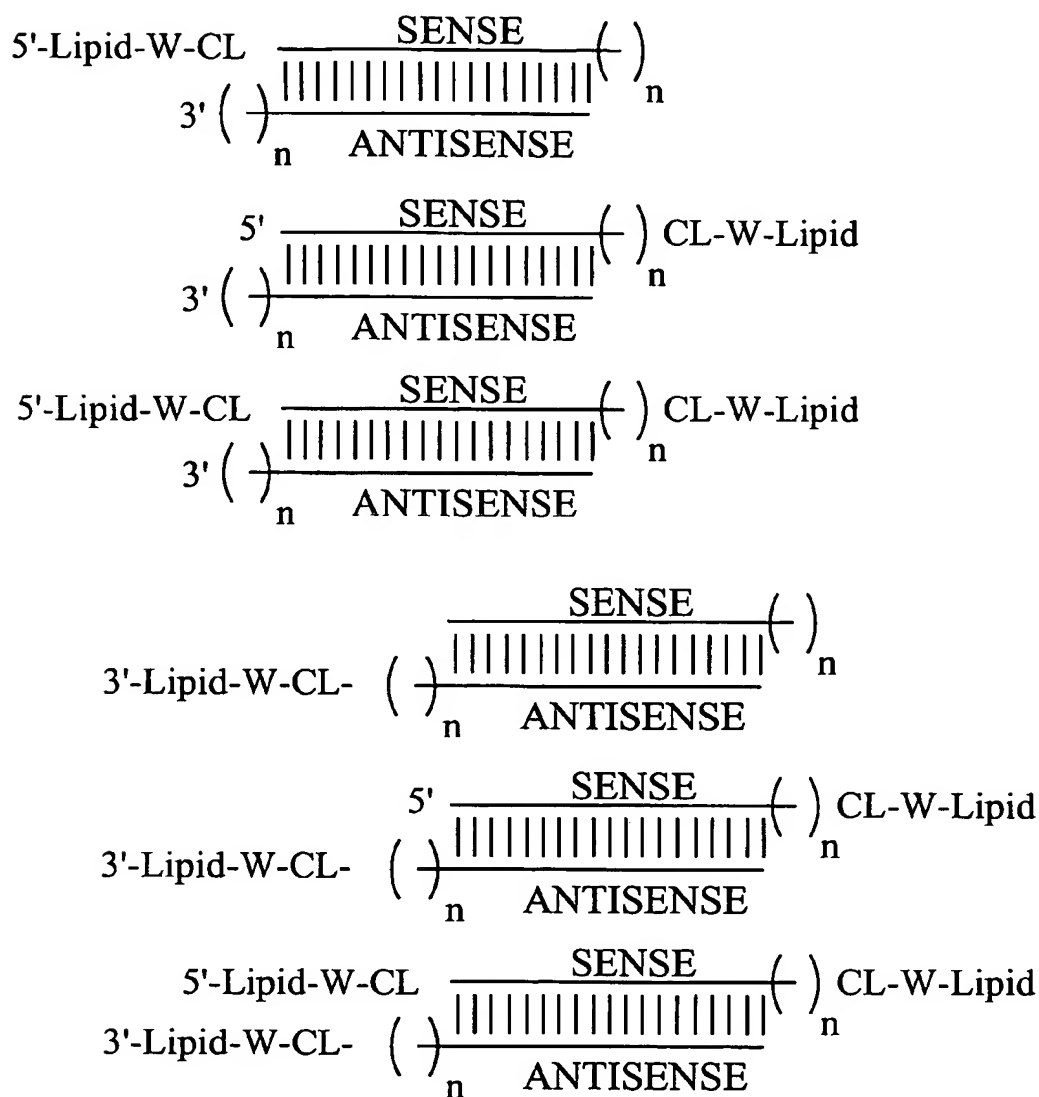 SENSE
5'-Lipid-W-CL ( ) n
3' ( ) n ANTISENSE
SENSE
5' ( ) n CL-W-Lipid
3' ( ) n ANTISENSE
SENSE
5'-Lipid-W-CL ( ) n CL-W-Lipid
3' ( ) n ANTISENSE
SENSE
( ) n
3'-Lipid-W-CL- ( ) n ANTISENSE
SENSE
5' ( ) n CL-W-Lipid
3'-Lipid-W-CL- ( ) n ANTISENSE
SENSE
5'-Lipid-W-CL ( ) n CL-W-Lipid
3'-Lipid-W-CL- ( ) n ANTISENSE